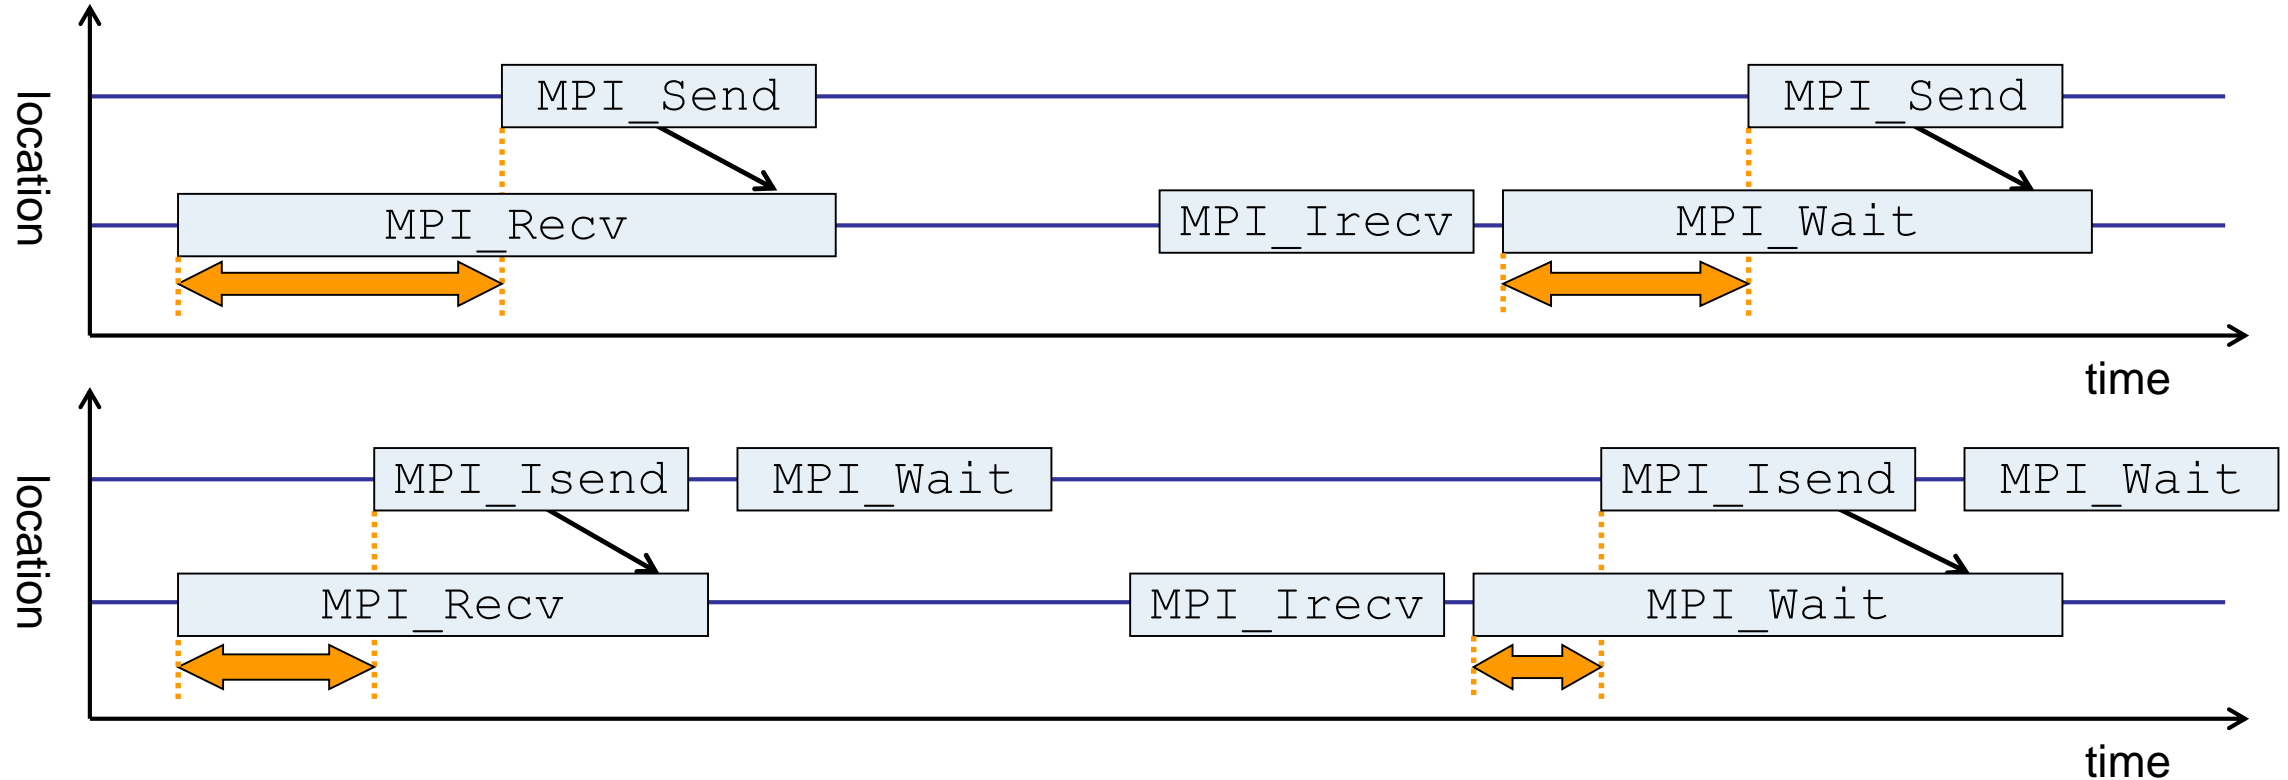 location
MPI_Send
MPI_Send
MPI_Recv
MPI_Irecv
MPI_Wait
time
location
MPI_Isend
MPI_Wait
MPI_Isend
MPI_Wait
MPI_Recv
MPI_Irecv
MPI_Wait
time